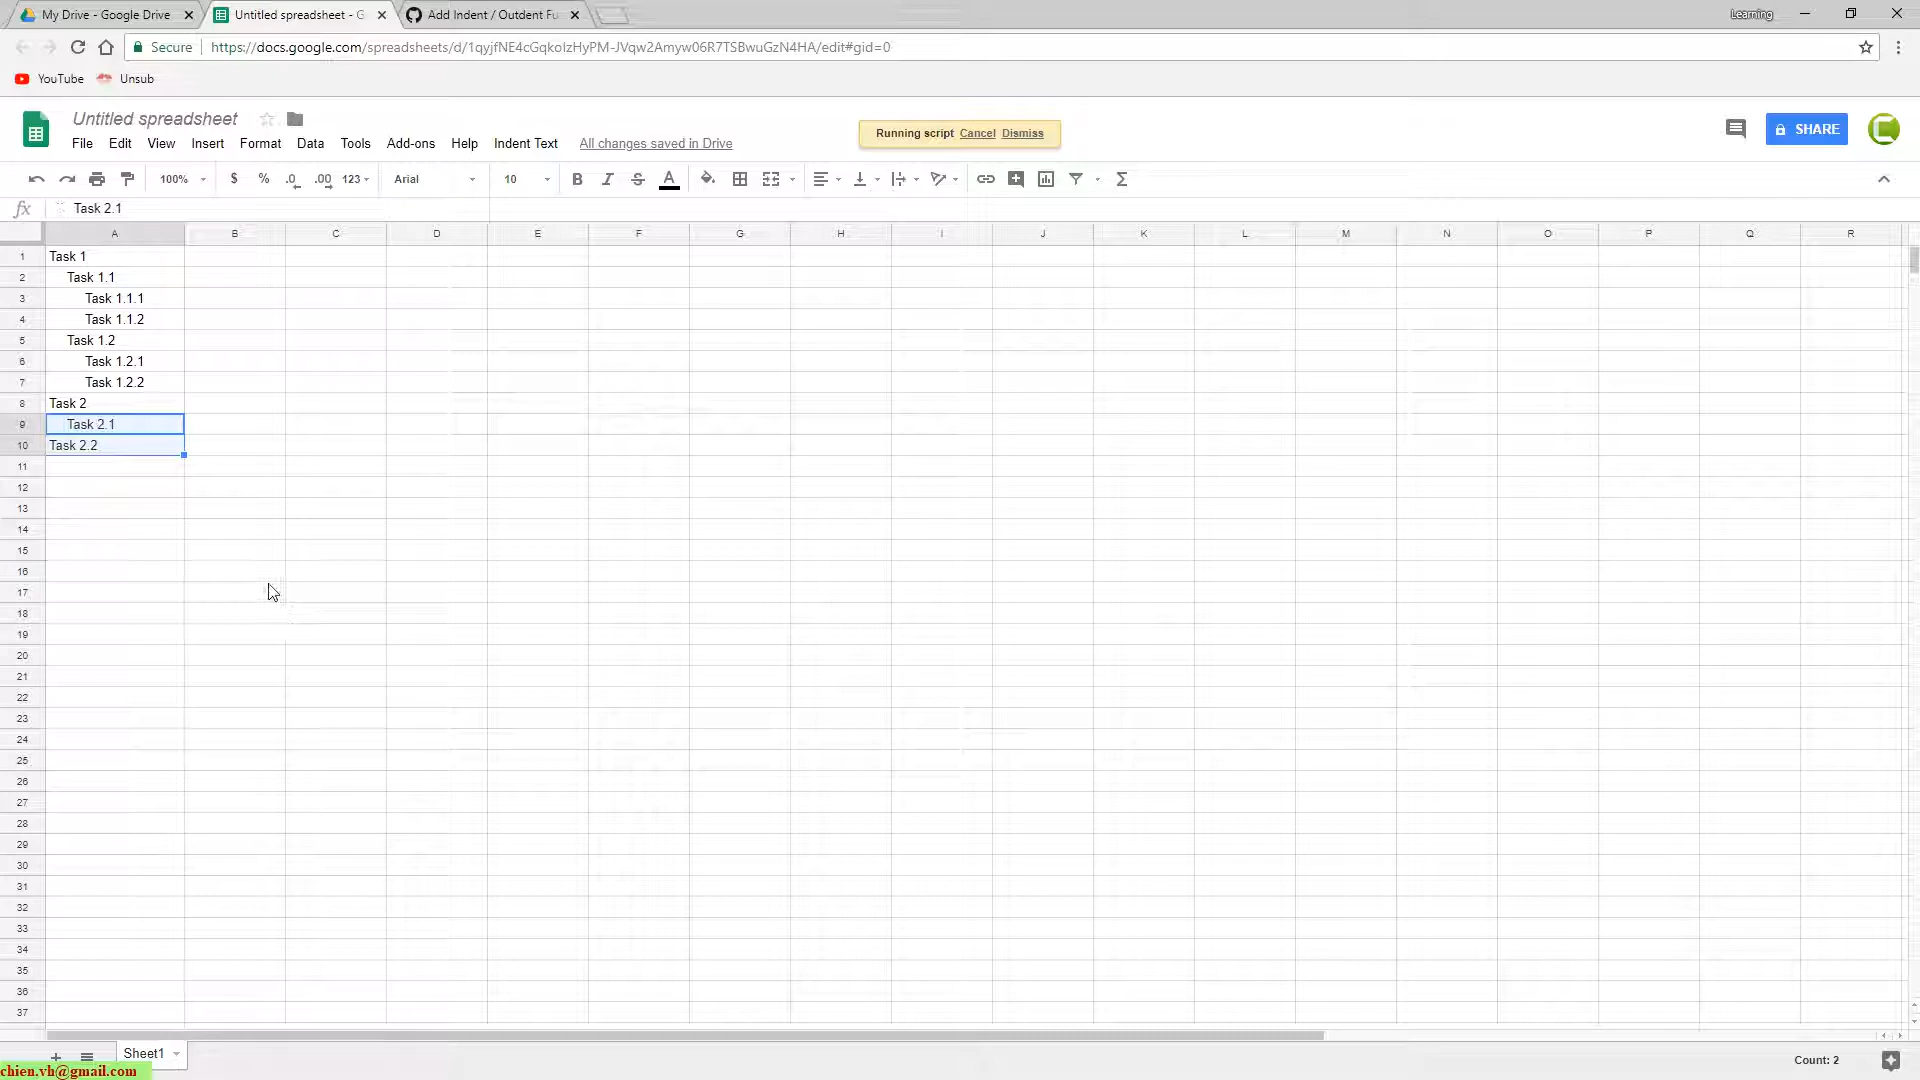 My Drive - Google Drive
Untitled spreadsheet - G
Add Indent / Outdent Fu
Learning
Secure
https://docs.google.com/spreadsheets/d/1qyjfNE4cGqkoIzHyPM-JVqw2Amyw06R7TSBwuGzN4HA/edit#gid=0
YouTube
Unsub
Untitled spreadsheet
File Edit View Insert Format Data Tools Add-ons Help Indent Text All changes saved in Drive
Running script Cancel Dismiss
SHARE
100% $ % .0 .00 123 Arial 10 B I S A Σ
fx Task 2.1
A B C D E F G H I J K L M N O P Q R
1 Task 1
2 Task 1.1
3 Task 1.1.1
4 Task 1.1.2
5 Task 1.2
6 Task 1.2.1
7 Task 1.2.2
8 Task 2
9 Task 2.1
10 Task 2.2
11
12
13
14
15
16
17
18
19
20
21
22
23
24
25
26
27
28
29
30
31
32
33
34
35
36
37
+ Sheet1
Count: 2
chien.vh@gmail.com